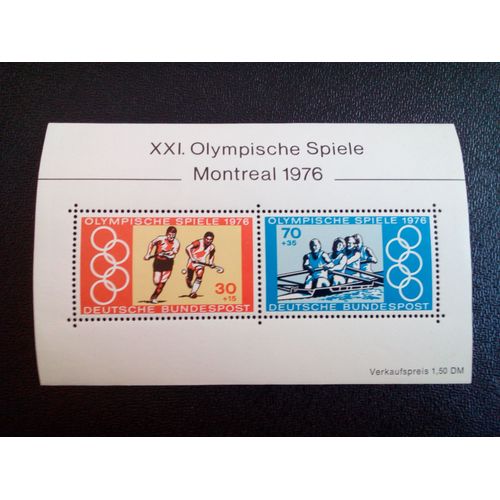 XXI. Olympische Spiele
Montreal 1976
OLYMPISCHE SPIELE 1976
30
+15
DEUTSCHE BUNDESPOST
OLYMPISCHE SPIELE 1976
70
+35
DEUTSCHE BUNDESPOST
Verkaufspreis 1,50 DM